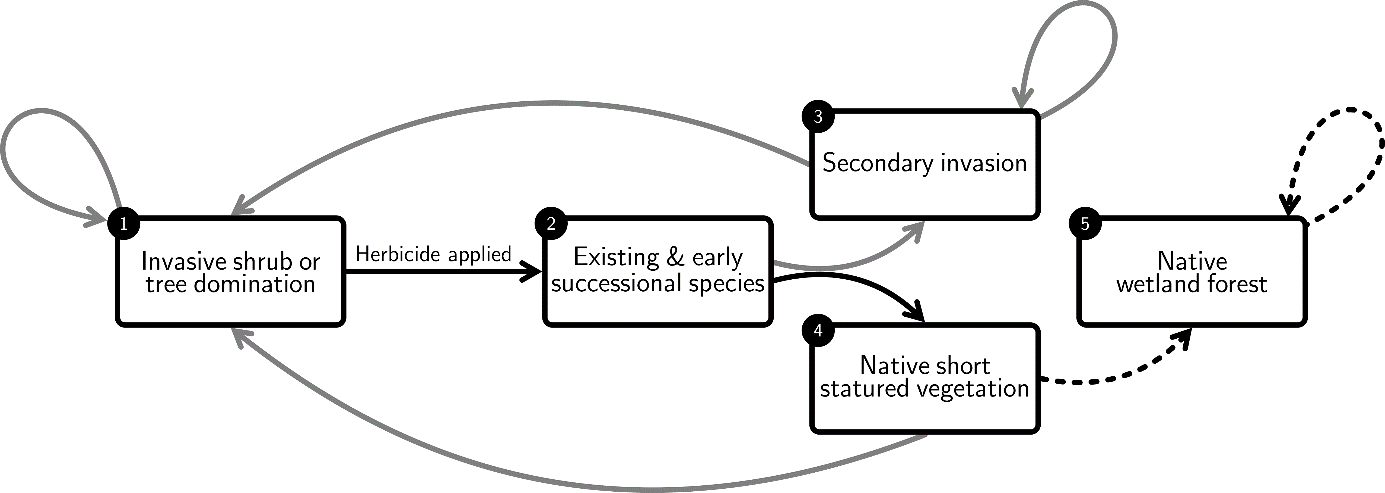 1
Invasive shrub or
tree domination
Herbicide applied
2
Existing & early
successional species
3
Secondary invasion
4
Native short
statured vegetation
5
Native
wetland forest